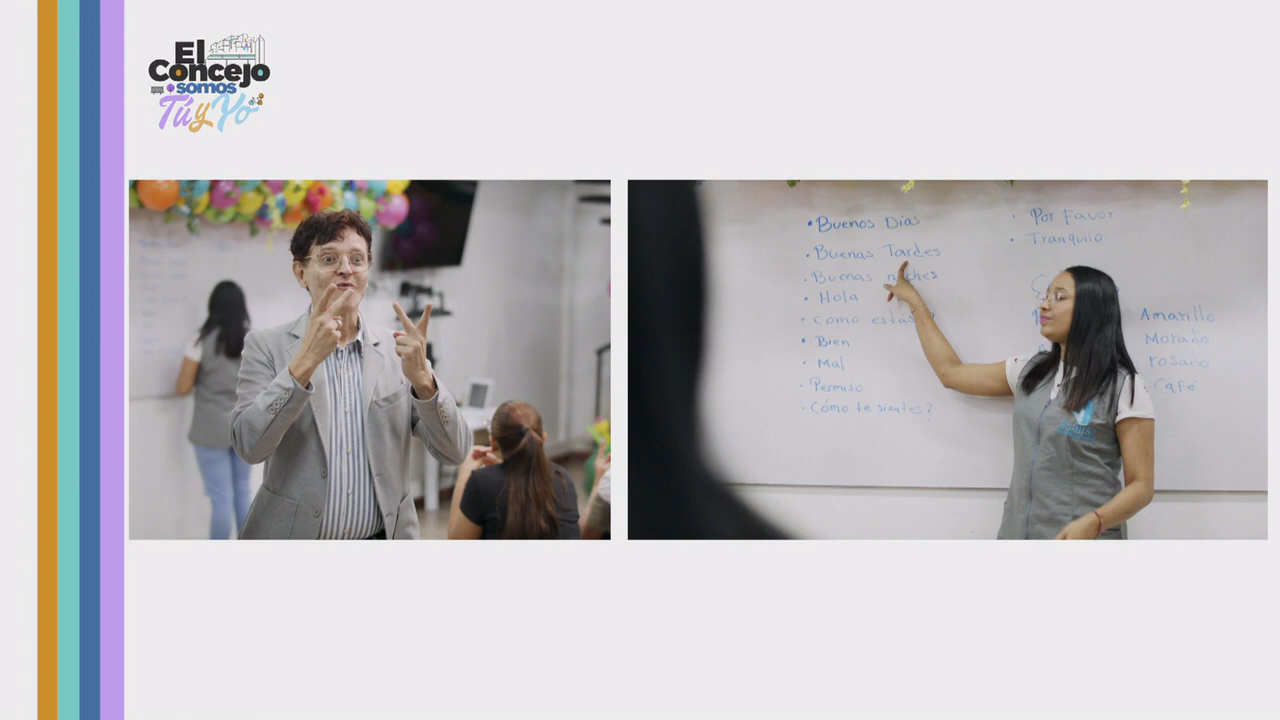 El
Concejo
somos
Tú y Yo
• Buenos Días
• Buenas Tardes
• Buenas noches
• Hola
• Como estás?
• Bien
• Mal
• Permiso
• Cómo te sientes?
• Por Favor
• Tranquilo
Amarillo
Morado
rosado
• Café